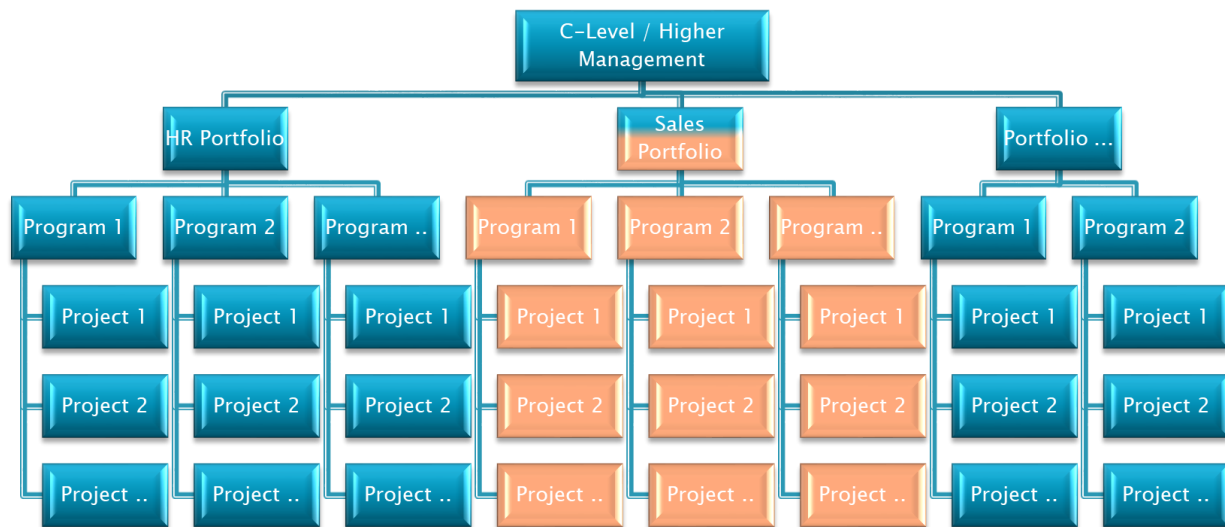 C-Level / Higher
Management
HR Portfolio
Sales
Portfolio
Portfolio ...
Program 1
Program 2
Program ..
Program 1
Program 2
Program ..
Program 1
Program 2
Project 1
Project 1
Project 1
Project 1
Project 1
Project 1
Project 1
Project 1
Project 2
Project 2
Project 2
Project 2
Project 2
Project 2
Project 2
Project 2
Project ..
Project ..
Project ..
Project ..
Project ..
Project ..
Project ..
Project ..